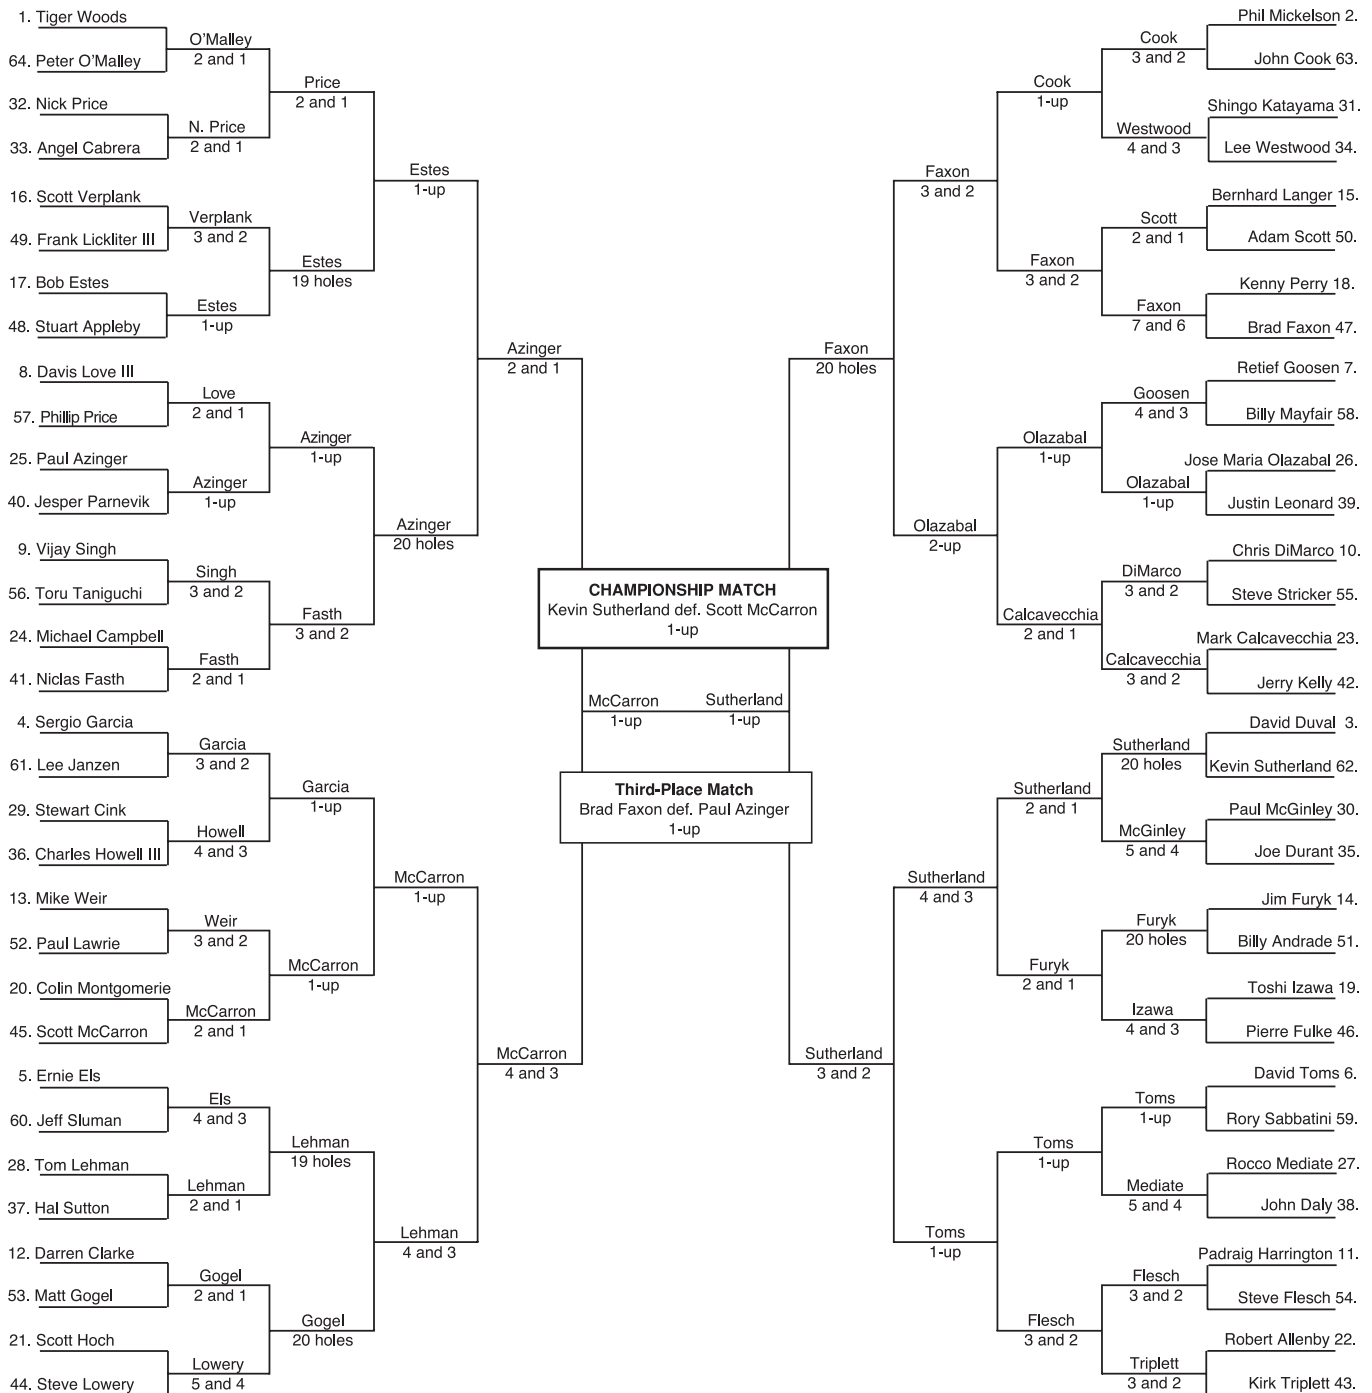 1. Tiger Woods
64. Peter O'Malley
32. Nick Price
33. Angel Cabrera
16. Scott Verplank
49. Frank Lickliter III
17. Bob Estes
48. Stuart Appleby
8. Davis Love III
57. Phillip Price
25. Paul Azinger
40. Jesper Parnevik
9. Vijay Singh
56. Toru Taniguchi
24. Michael Campbell
41. Niclas Fasth
4. Sergio Garcia
61. Lee Janzen
29. Stewart Cink
36. Charles Howell III
13. Mike Weir
52. Paul Lawrie
20. Colin Montgomerie
45. Scott McCarron
5. Ernie Els
60. Jeff Sluman
28. Tom Lehman
37. Hal Sutton
12. Darren Clarke
53. Matt Gogel
21. Scott Hoch
44. Steve Lowery
O'Malley
2 and 1
N. Price
2 and 1
Verplank
3 and 2
Estes
1-up
Love
2 and 1
Azinger
1-up
Singh
3 and 2
Fasth
2 and 1
Garcia
3 and 2
Howell
4 and 3
Weir
3 and 2
McCarron
2 and 1
Els
4 and 3
Lehman
2 and 1
Gogel
2 and 1
Lowery
5 and 4
Price
2 and 1
Estes
19 holes
Azinger
1-up
Fasth
3 and 2
Garcia
1-up
McCarron
1-up
Lehman
19 holes
Gogel
20 holes
Estes
1-up
Azinger
20 holes
McCarron
1-up
Lehman
4 and 3
Azinger
2 and 1
McCarron
4 and 3
CHAMPIONSHIP MATCH
Kevin Sutherland def. Scott McCarron
1-up
McCarron
1-up
Sutherland
1-up
Third-Place Match
Brad Faxon def. Paul Azinger
1-up
Faxon
20 holes
Sutherland
3 and 2
Faxon
3 and 2
Olazabal
2-up
Sutherland
4 and 3
Toms
1-up
Cook
1-up
Faxon
3 and 2
Olazabal
1-up
Calcavecchia
2 and 1
Sutherland
2 and 1
Furyk
2 and 1
Toms
1-up
Flesch
3 and 2
Cook
3 and 2
Westwood
4 and 3
Scott
2 and 1
Faxon
7 and 6
Goosen
4 and 3
Olazabal
1-up
DiMarco
3 and 2
Calcavecchia
3 and 2
Sutherland
20 holes
McGinley
5 and 4
Furyk
20 holes
Izawa
4 and 3
Toms
1-up
Mediate
5 and 4
Flesch
3 and 2
Triplett
3 and 2
Phil Mickelson 2.
John Cook 63.
Shingo Katayama 31.
Lee Westwood 34.
Bernhard Langer 15.
Adam Scott 50.
Kenny Perry 18.
Brad Faxon 47.
Retief Goosen 7.
Billy Mayfair 58.
Jose Maria Olazabal 26.
Justin Leonard 39.
Chris DiMarco 10.
Steve Stricker 55.
Mark Calcavecchia 23.
Jerry Kelly 42.
David Duval 3.
Kevin Sutherland 62.
Paul McGinley 30.
Joe Durant 35.
Jim Furyk 14.
Billy Andrade 51.
Toshi Izawa 19.
Pierre Fulke 46.
David Toms 6.
Rory Sabbatini 59.
Rocco Mediate 27.
John Daly 38.
Padraig Harrington 11.
Steve Flesch 54.
Robert Allenby 22.
Kirk Triplett 43.